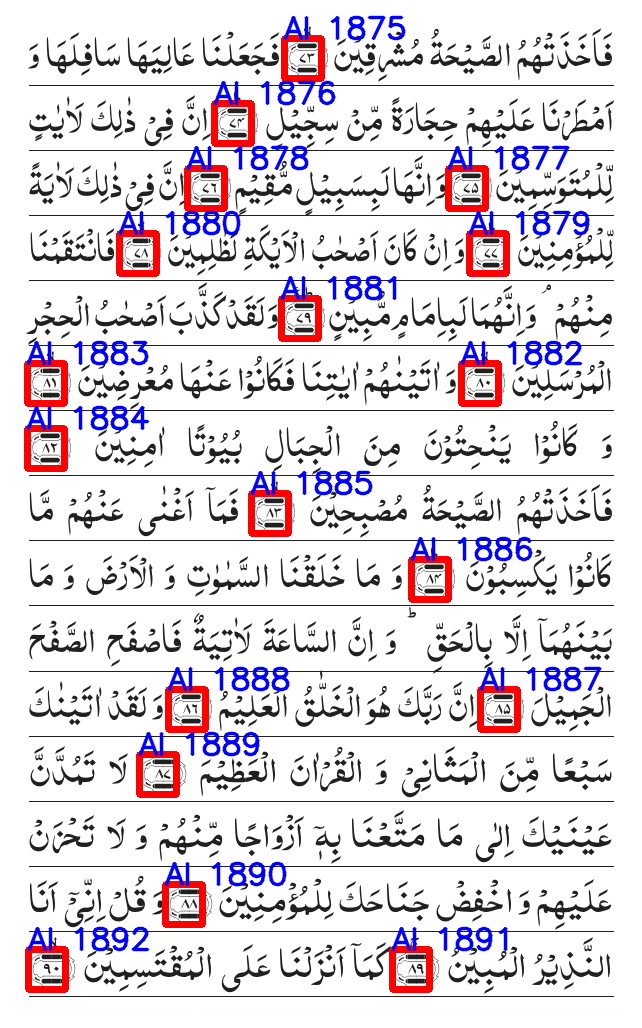 AI 1875
فَاَخَذَتْهُمُ الصَّيْحَةُ مُشْرِقِيْنَ ۷۳ فَجَعَلْنَا عَالِيَهَا سَافِلَهَا وَ
AI 1876
اَمْطَرْنَا عَلَيْهِمْ حِجَارَةً مِّنْ سِجِّيْلٍ ۷۴ اِنَّ فِيْ ذٰلِكَ لَاٰيٰتٍ
AI 1877 AI 1878
لِّلْمُتَوَسِّمِيْنَ ۷۵ وَ اِنَّهَا لَبِسَبِيْلٍ مُّقِيْمٍ ۷۶ اِنَّ فِيْ ذٰلِكَ لَاٰيَةً
AI 1879 AI 1880
لِّلْمُؤْمِنِيْنَ ۷۷ وَ اِنْ كَانَ اَصْحٰبُ الْاَيْكَةِ لَظٰلِمِيْنَ ۷۸ فَانْتَقَمْنَا
AI 1881
مِنْهُمْ ۘ وَ اِنَّهُمَا لَبِاِمَامٍ مُّبِيْنٍ ۷۹ وَ لَقَدْ كَذَّبَ اَصْحٰبُ الْحِجْرِ
AI 1882 AI 1883
الْمُرْسَلِيْنَ ۸۰ وَ اٰتَيْنٰهُمْ اٰيٰتِنَا فَكَانُوْا عَنْهَا مُعْرِضِيْنَ ۸۱
AI 1884
وَ كَانُوْا يَنْحِتُوْنَ مِنَ الْجِبَالِ بُيُوْتًا اٰمِنِيْنَ ۸۲
AI 1885
فَاَخَذَتْهُمُ الصَّيْحَةُ مُصْبِحِيْنَ ۸۳ فَمَاۤ اَغْنٰى عَنْهُمْ مَّا
AI 1886
كَانُوْا يَكْسِبُوْنَ ۸۴ وَ مَا خَلَقْنَا السَّمٰوٰتِ وَ الْاَرْضَ وَ مَا
بَيْنَهُمَاۤ اِلَّا بِالْحَقِّ ؕ وَ اِنَّ السَّاعَةَ لَاٰتِيَةٌ فَاصْفَحِ الصَّفْحَ
AI 1887 AI 1888
الْجَمِيْلَ ۸۵ اِنَّ رَبَّكَ هُوَ الْخَلّٰقُ الْعَلِيْمُ ۸۶ وَ لَقَدْ اٰتَيْنٰكَ
AI 1889
سَبْعًا مِّنَ الْمَثَانِيْ وَ الْقُرْاٰنَ الْعَظِيْمَ ۸۷ لَا تَمُدَّنَّ
عَيْنَيْكَ اِلٰى مَا مَتَّعْنَا بِهٖۤ اَزْوَاجًا مِّنْهُمْ وَ لَا تَحْزَنْ
AI 1890
عَلَيْهِمْ وَ اخْفِضْ جَنَاحَكَ لِلْمُؤْمِنِيْنَ ۸۸ وَ قُلْ اِنِّيْۤ اَنَا
AI 1891 AI 1892
النَّذِيْرُ الْمُبِيْنُ ۸۹ كَمَاۤ اَنْزَلْنَا عَلَى الْمُقْتَسِمِيْنَ ۹۰